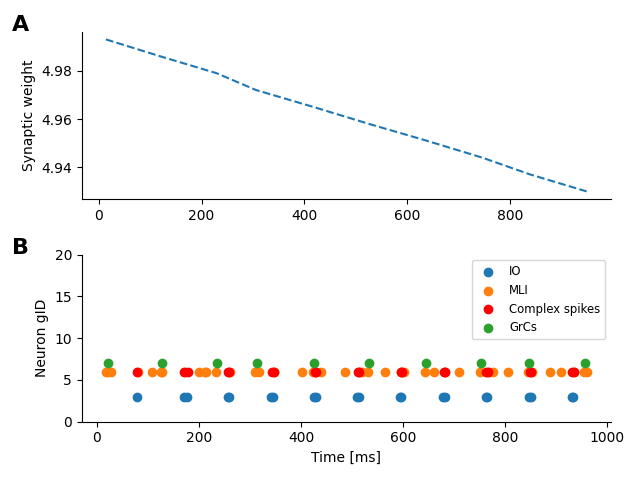 A
Synaptic weight
4.98
4.96
4.94
0 200 400 600 800
B
Neuron gID
20
15
10
5
0
IO
MLI
Complex spikes
GrCs
0 200 400 600 800 1000
Time [ms]